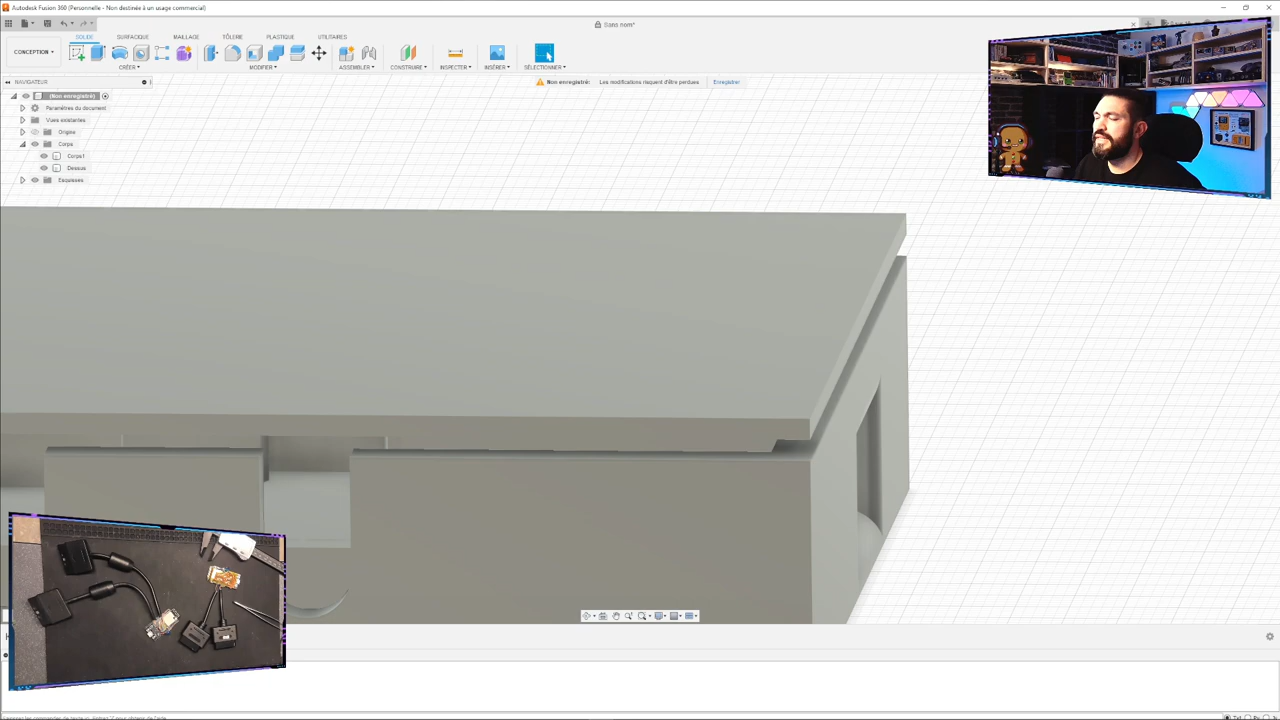 Autodesk Fusion 360 (Personnelle - Non destinée à un usage commercial)
Sans nom*
SOLIDE SURFACIQUE MAILLAGE TÔLERIE PLASTIQUE UTILITAIRES
CONCEPTION
CRÉER MODIFIER ASSEMBLER CONSTRUIRE INSPECTER INSÉRER SÉLECTIONNER
NAVIGATEUR
Non enregistré: Les modifications risquent d'être perdues Enregistrer
(Non enregistré)
Paramètres du document
Vues existantes
Origine
Corps
Corps1
Dessus
Esquisses
Txt